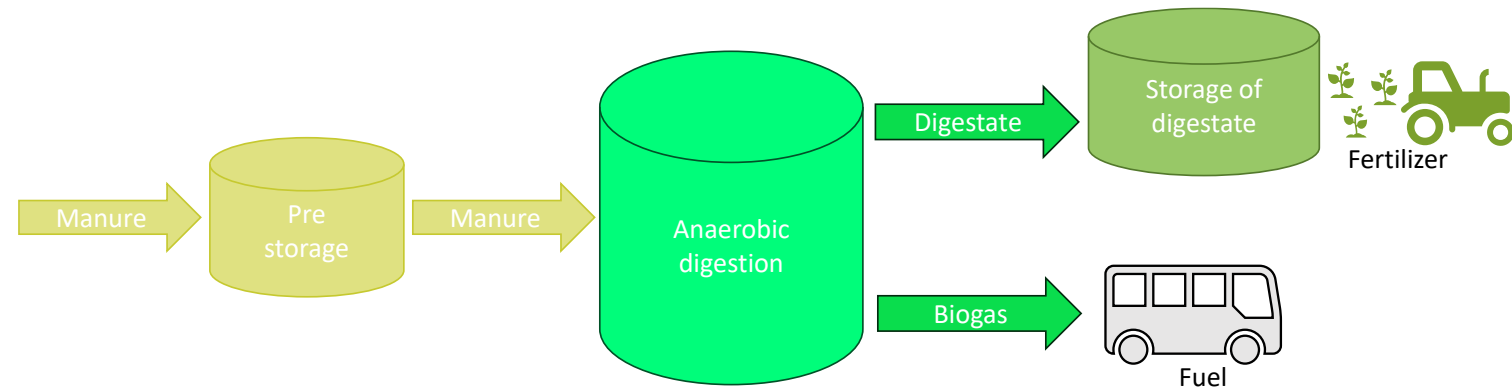 Manure
Pre
storage
Manure
Anaerobic
digestion
Digestate
Storage of
digestate
Fertilizer
Biogas
Fuel